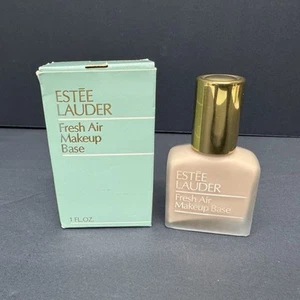 ESTĒE
LAUDER
Fresh Air
Makeup
Base
1 FL.OZ.
ESTĒE
LAUDER
Fresh Air
Makeup Base